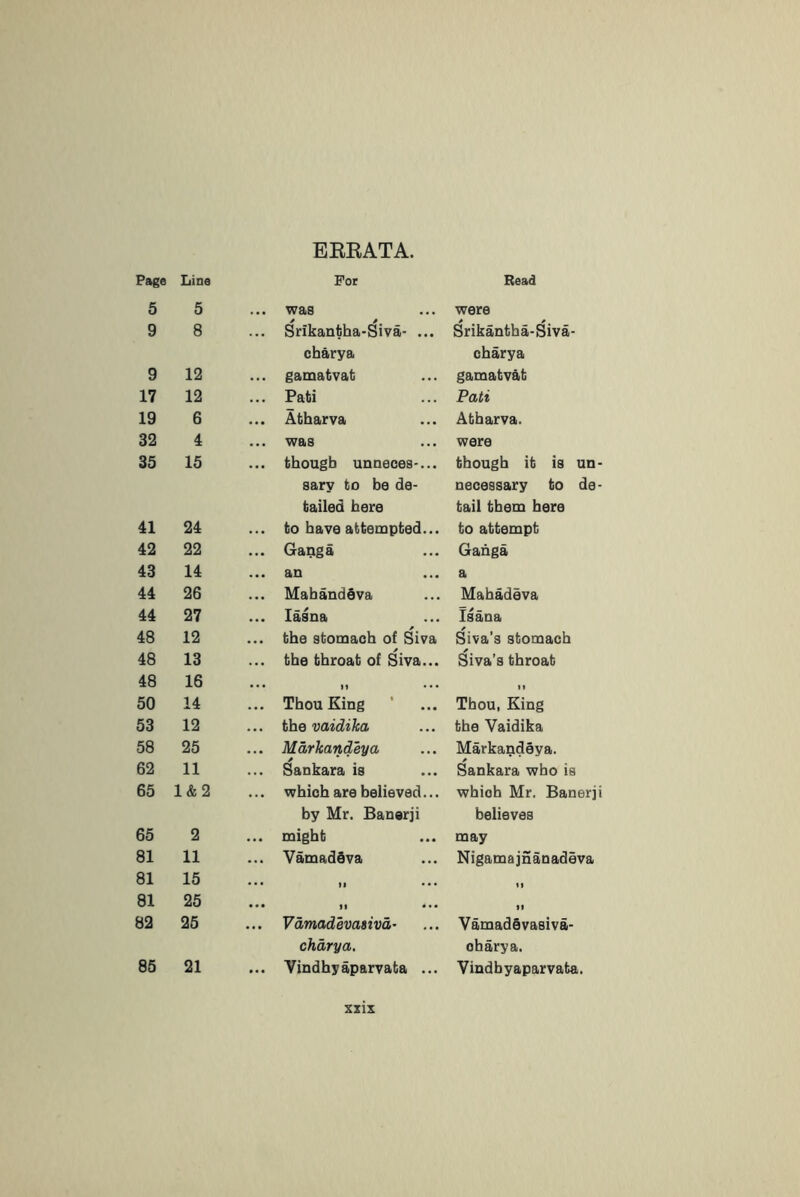 ERRATA.
Page Line For Read
5 5 ... was ... were
9 8 ... Śrīkanṭha-Śivā- ... Śrikānthā-Śivā-
chārya chārya
9 12 ... gamatvat ... gamatvāt
17 12 ... Pati ... Pati
19 6 ... Ātharva ... Atharva.
32 4 ... was ... were
35 15 ... though unneces-... though it is un-
sary to be de- necessary to de-
tailed here tail them here
41 24 ... to have attempted... to attempt
42 22 ... Gaṇgā ... Gaṅgā
43 14 ... an ... a
44 26 ... Mahāndēva ... Mahādēva
44 27 ... Iāśna ... Īśāna
48 12 ... the stomach of Śiva Śiva's stomach
48 13 ... the throat of Śiva... Śiva's throat
48 16 ... „ ... „
50 14 ... Thou King ... Thou, King
53 12 ... the vaidika ... the Vaidika
58 25 ... Mārkaṇḍēya ... Mārkaṇḍēya.
62 11 ... Śankara is ... Śankara who is
65 1 & 2 ... which are believed... which Mr. Banerji
by Mr. Banerji believes
65 2 ... might ... may
81 11 ... Vāmadēva ... Nigamajñānadēva
81 15 ... „ ... „
81 25 ... „ ... „
82 25 ... Vāmadēvasivā- ... Vāmadēvasivā-
chārya. chārya.
85 21 ... Vindhyāparvata ... Vindhyaparvata.
xxix